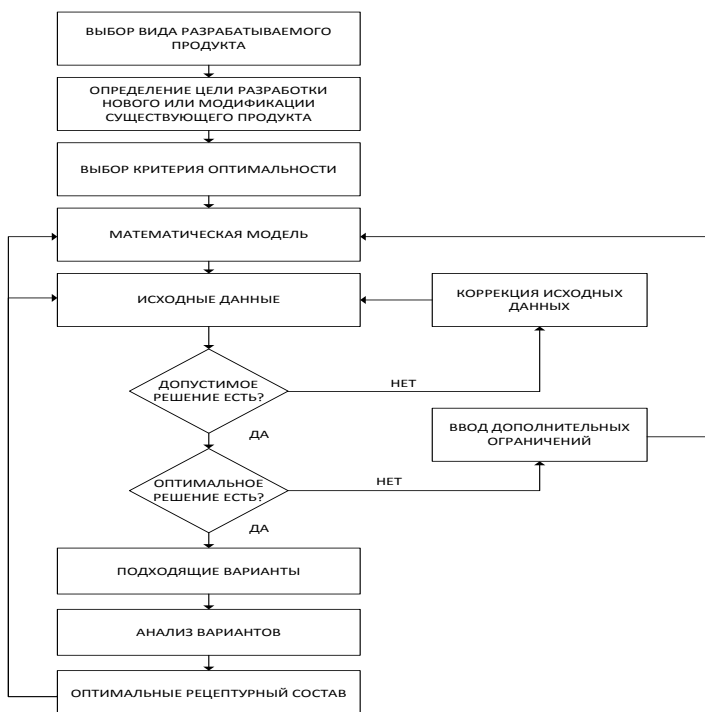 ВЫБОР ВИДА РАЗРАБАТЫВАЕМОГО
ПРОДУКТА
ОПРЕДЕЛЕНИЕ ЦЕЛИ РАЗРАБОТКИ
НОВОГО ИЛИ МОДИФИКАЦИИ
СУЩЕСТВУЮЩЕГО ПРОДУКТА
ВЫБОР КРИТЕРИЯ ОПТИМАЛЬНОСТИ
МАТЕМАТИЧЕСКАЯ МОДЕЛЬ
ИСХОДНЫЕ ДАННЫЕ
КОРРЕКЦИЯ ИСХОДНЫХ
ДАННЫХ
ДОПУСТИМОЕ
РЕШЕНИЕ ЕСТЬ?
НЕТ
ДА
ВВОД ДОПОЛНИТЕЛЬНЫХ
ОГРАНИЧЕНИЙ
ОПТИМАЛЬНОЕ
РЕШЕНИЕ ЕСТЬ?
НЕТ
ДА
ПОДХОДЯЩИЕ ВАРИАНТЫ
АНАЛИЗ ВАРИАНТОВ
ОПТИМАЛЬНЫЕ РЕЦЕПТУРНЫЙ СОСТАВ